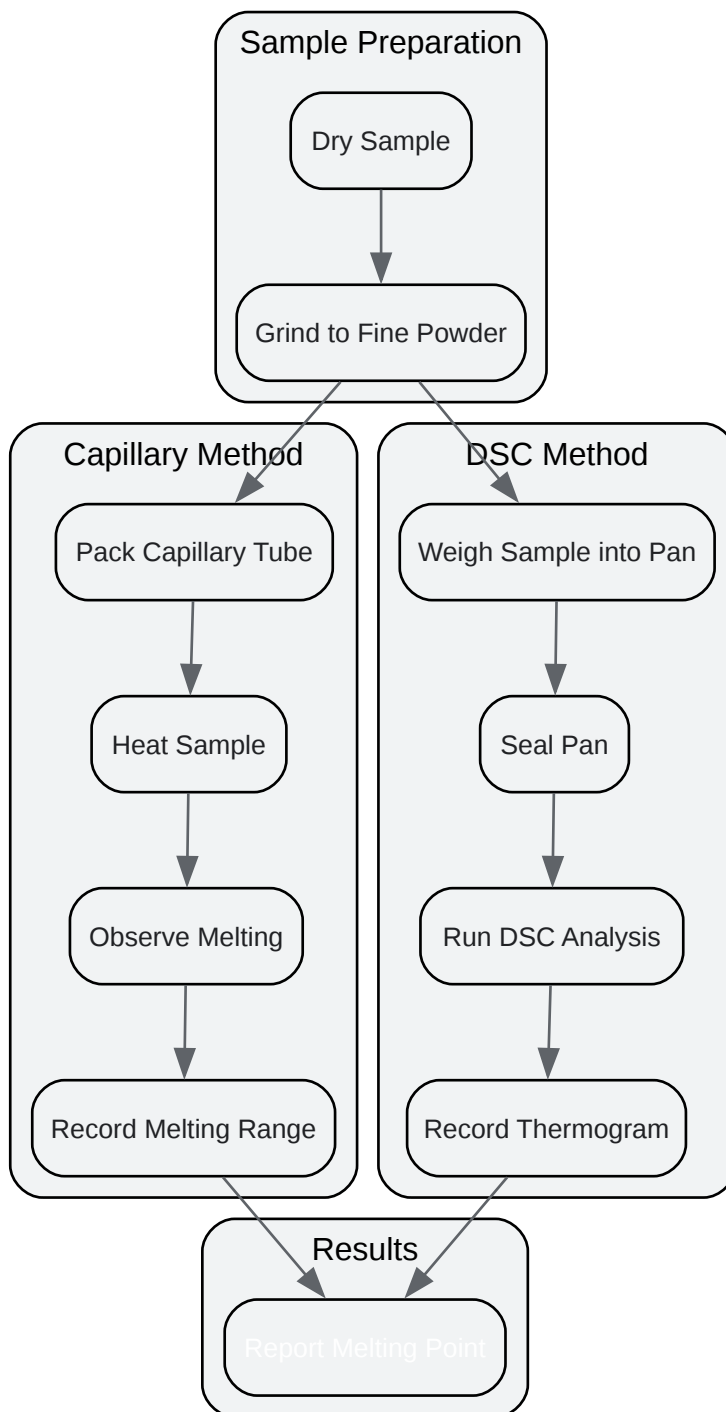 Sample Preparation
Dry Sample
Grind to Fine Powder
Capillary Method
DSC Method
Pack Capillary Tube
Weigh Sample into Pan
Heat Sample
Seal Pan
Observe Melting
Run DSC Analysis
Record Melting Range
Record Thermogram
Results
Report Melting Point